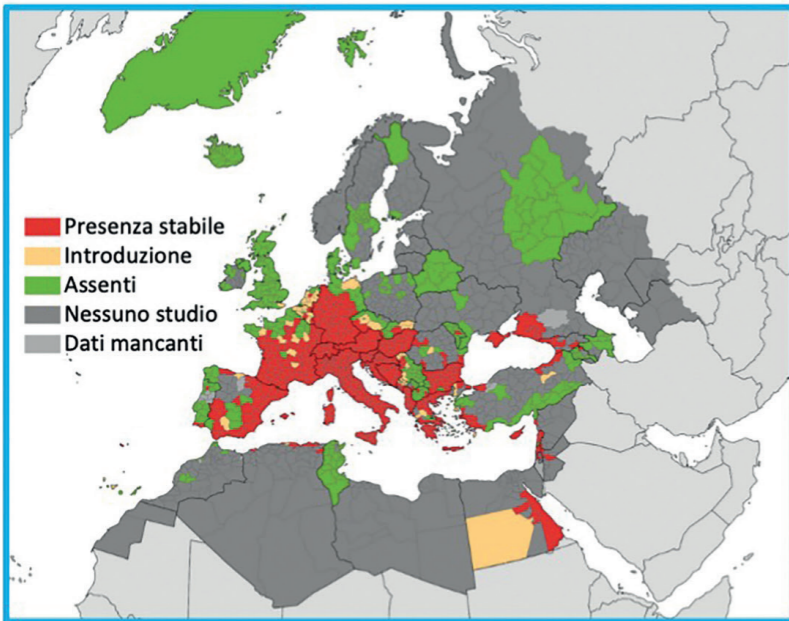 Presenza stabile
Introduzione
Assenti
Nessuno studio
Dati mancanti